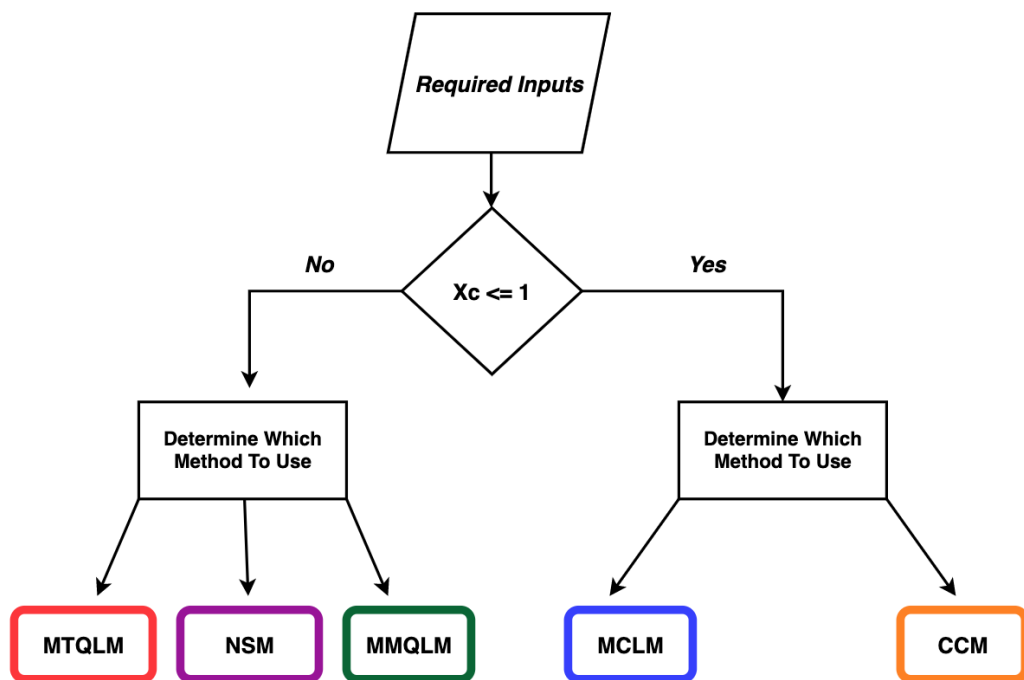 Required Inputs
No
Yes
Xc <= 1
Determine Which
Method To Use
Determine Which
Method To Use
MTQLM
NSM
MMQLM
MCLM
CCM